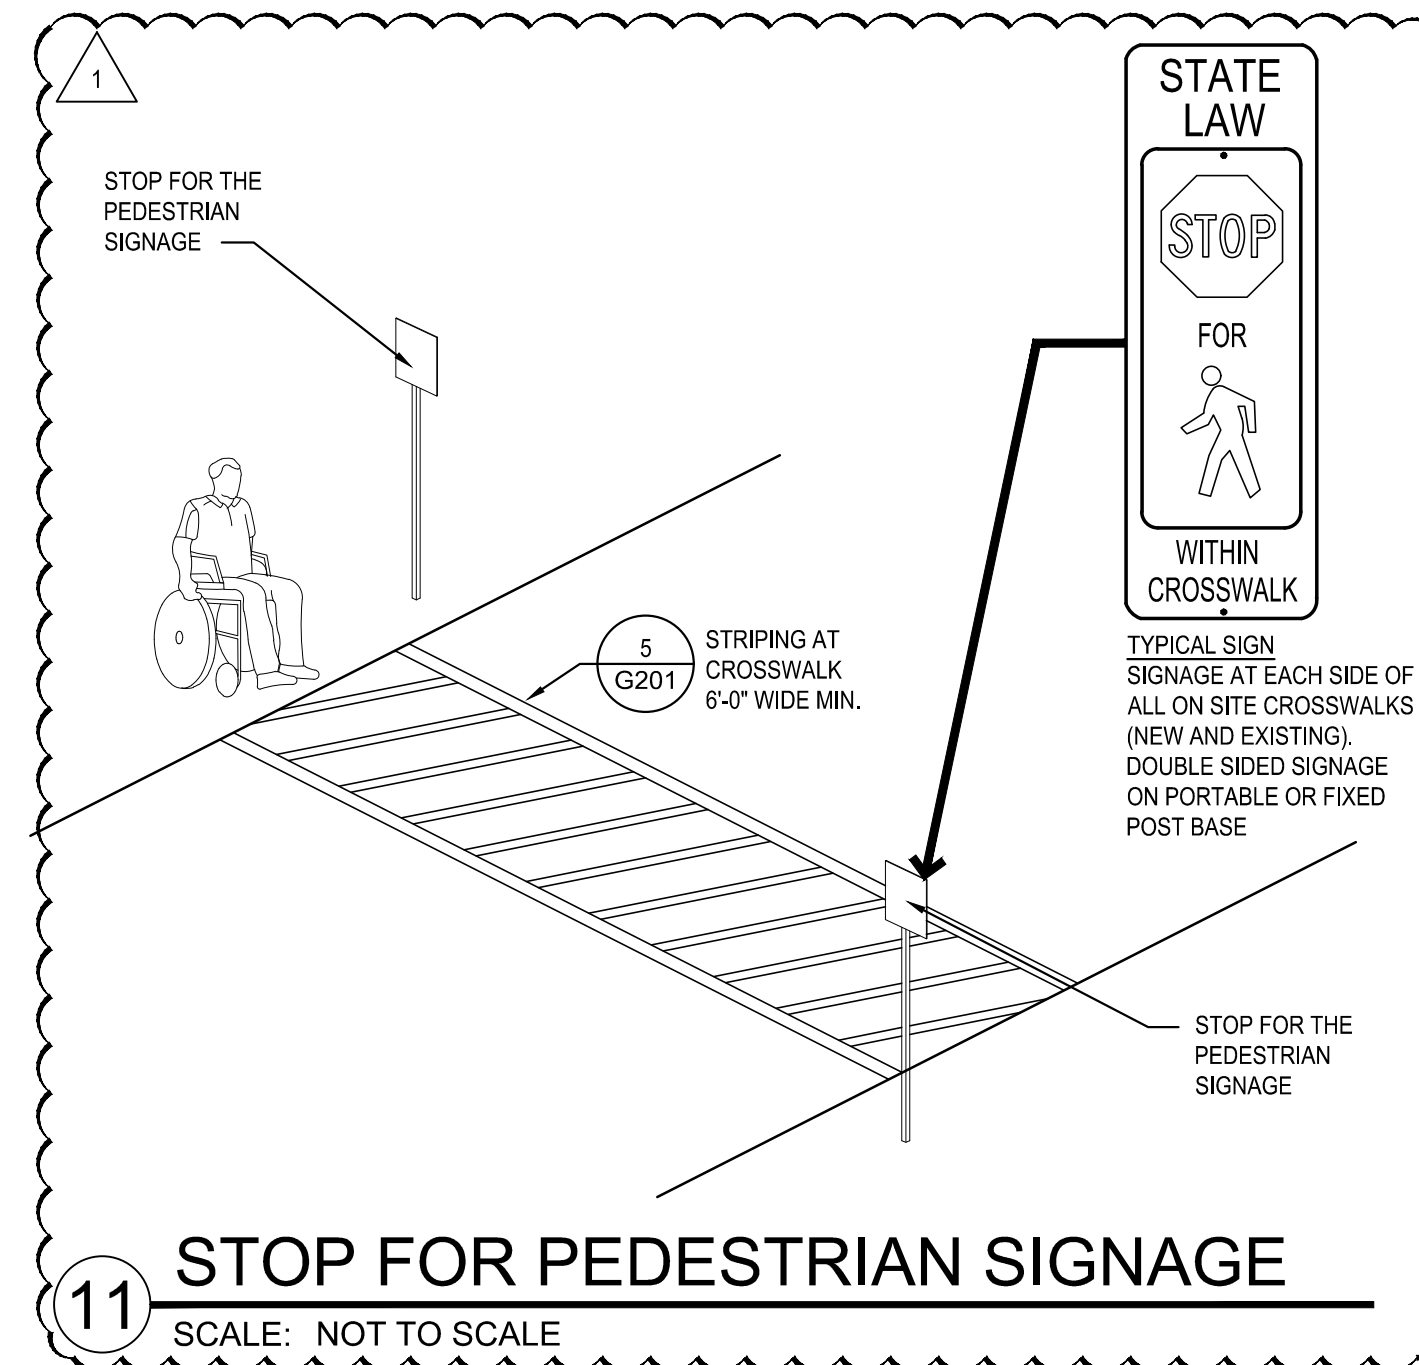 1
STOP FOR THE
PEDESTRIAN
SIGNAGE
STATE
LAW
STOP
FOR
WITHIN
CROSSWALK
5
G201
STRIPING AT
CROSSWALK
6'-0" WIDE MIN.
TYPICAL SIGN
SIGNAGE AT EACH SIDE OF
ALL ON SITE CROSSWALKS
(NEW AND EXISTING).
DOUBLE SIDED SIGNAGE
ON PORTABLE OR FIXED
POST BASE
STOP FOR THE
PEDESTRIAN
SIGNAGE
11
STOP FOR PEDESTRIAN SIGNAGE
SCALE: NOT TO SCALE